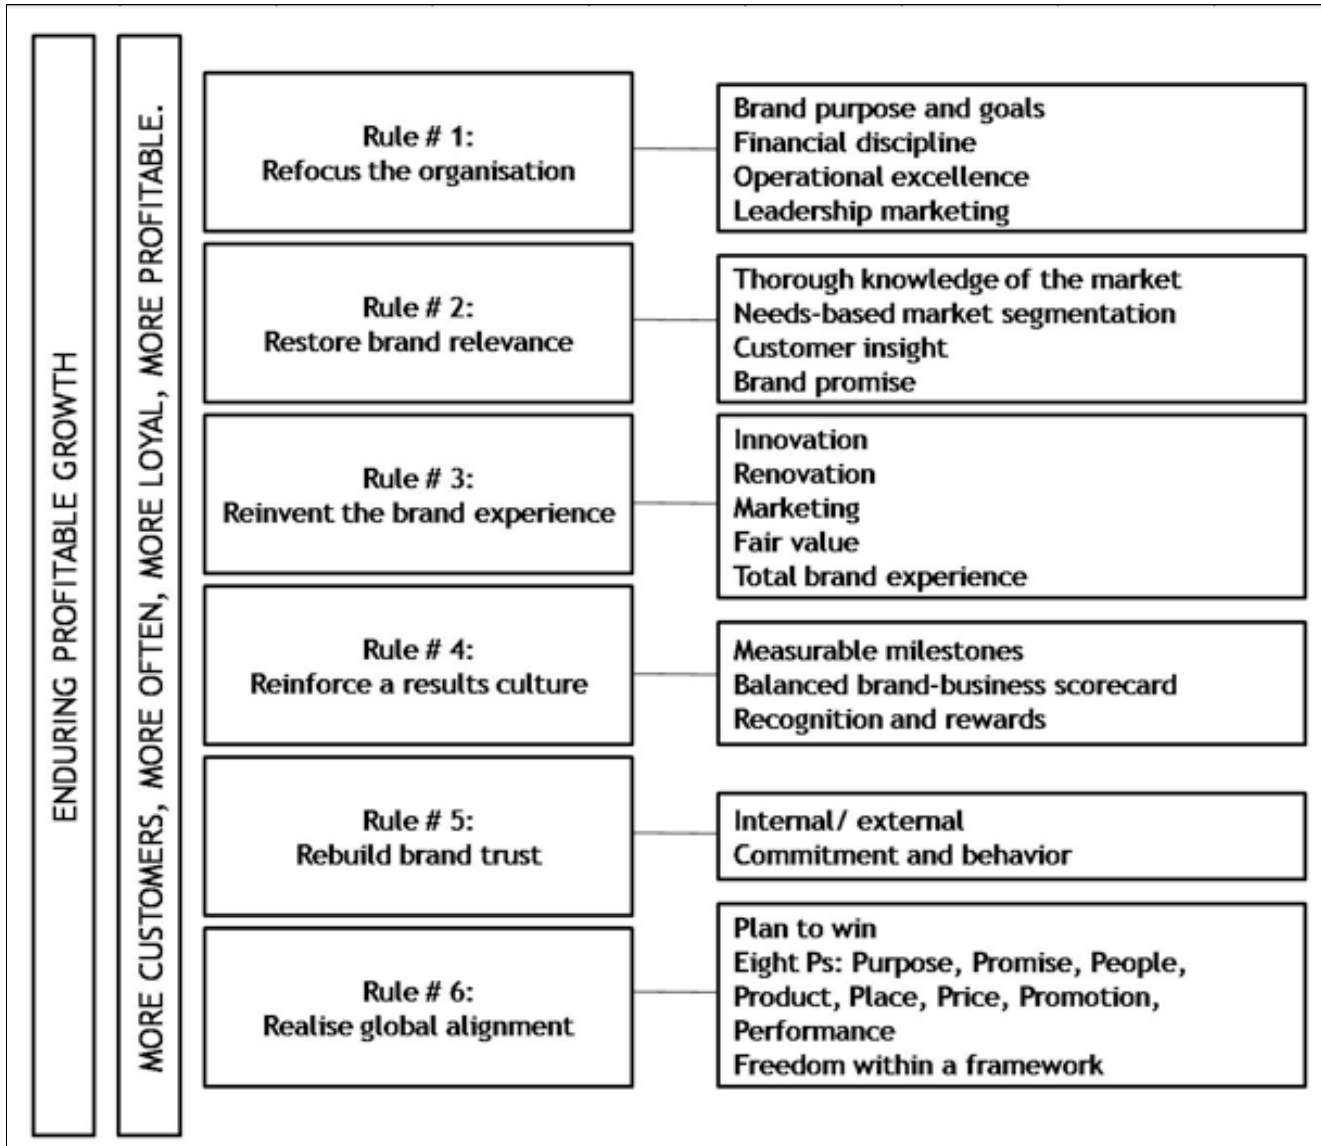 ENDURING PROFITABLE GROWTH
MORE CUSTOMERS, MORE OFTEN, MORE LOYAL, MORE PROFITABLE.
Rule # 1:
Refocus the organisation
Brand purpose and goals
Financial discipline
Operational excellence
Leadership marketing
Rule # 2:
Restore brand relevance
Thorough knowledge of the market
Needs-based market segmentation
Customer insight
Brand promise
Rule # 3:
Reinvent the brand experience
Innovation
Renovation
Marketing
Fair value
Total brand experience
Rule # 4:
Reinforce a results culture
Measurable milestones
Balanced brand-business scorecard
Recognition and rewards
Rule # 5:
Rebuild brand trust
Internal/ external
Commitment and behavior
Rule # 6:
Realise global alignment
Plan to win
Eight Ps: Purpose, Promise, People,
Product, Place, Price, Promotion,
Performance
Freedom within a framework